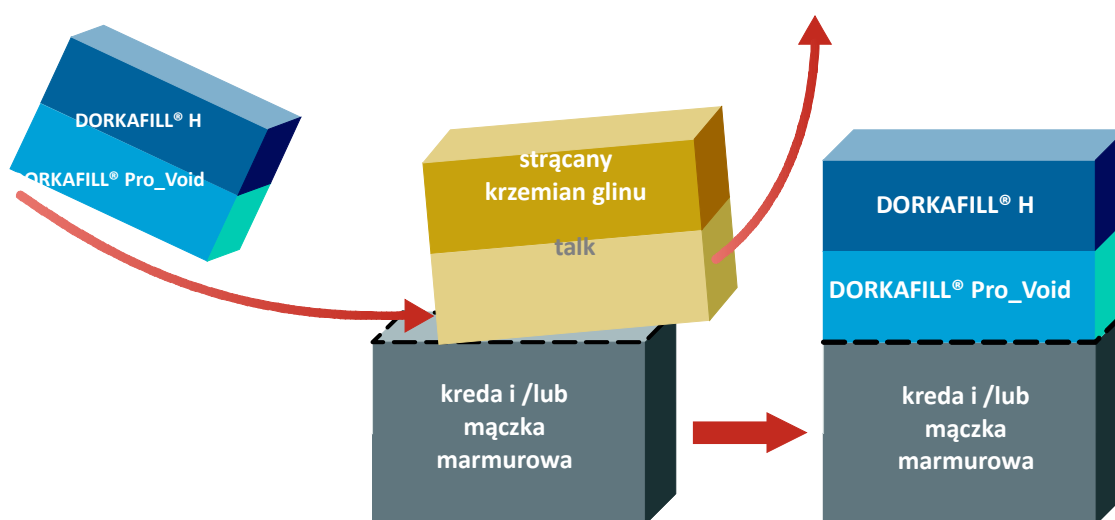 DORKAFILL® H
DORKAFILL® Pro_Void
strącany
krzemian glinu
talk
kreda i /lub
mączka
marmurowa
DORKAFILL® H
DORKAFILL® Pro_Void
kreda i /lub
mączka
marmurowa